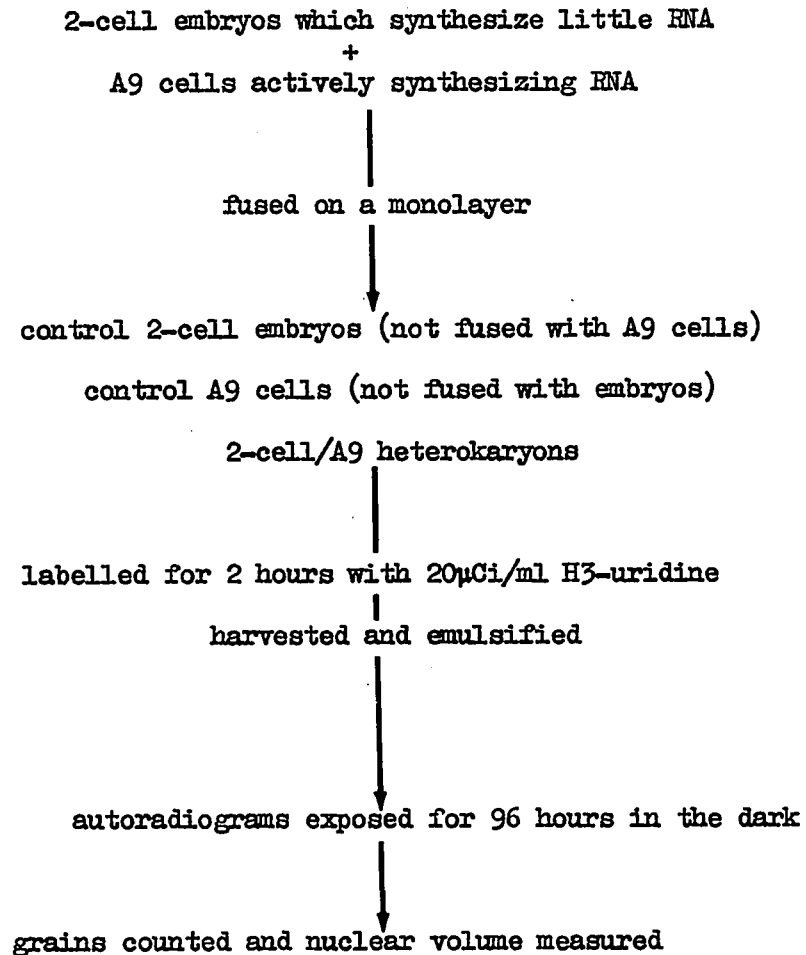 2-cell embryos which synthesize little RNA
+
A9 cells actively synthesizing RNA
fused on a monolayer
control 2-cell embryos (not fused with A9 cells)
control A9 cells (not fused with embryos)
2-cell/A9 heterokaryons
labelled for 2 hours with 20µCi/ml H3-uridine
harvested and emulsified
autoradiograms exposed for 96 hours in the dark
grains counted and nuclear volume measured